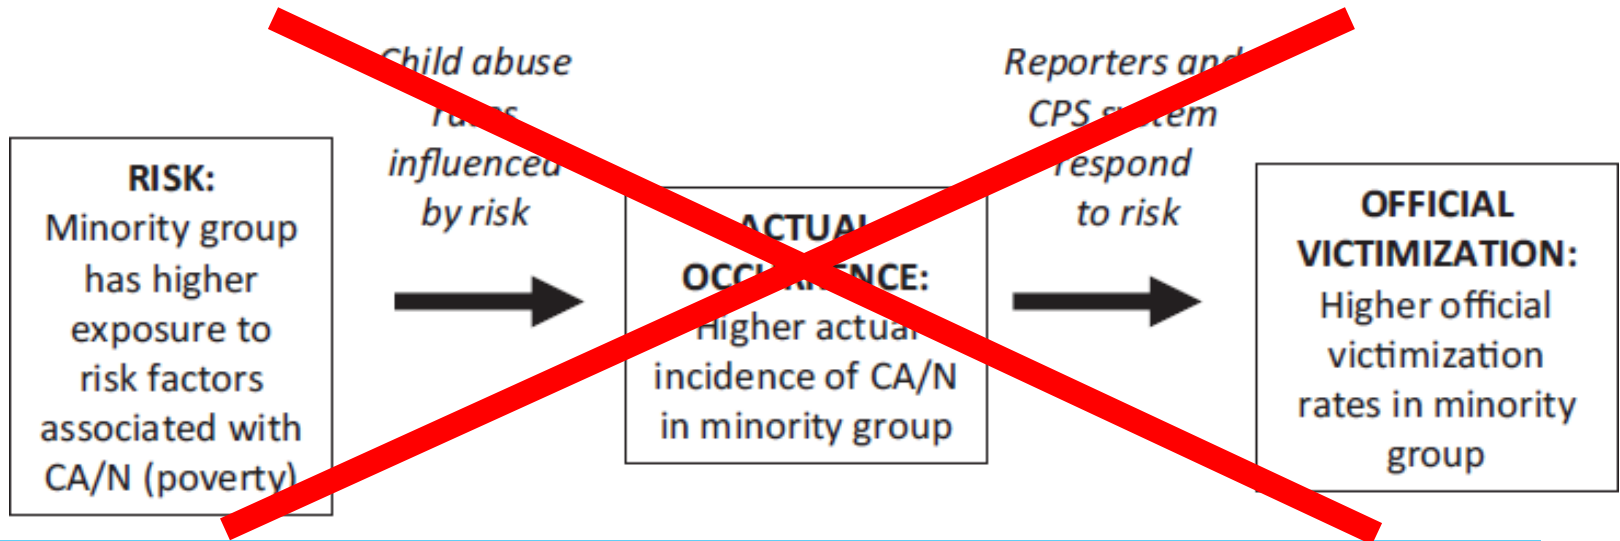 Child abuse
rates
influenced
by risk
Reporters and
CPS system
respond
to risk
RISK:
Minority group
has higher
exposure to
risk factors
associated with
CA/N (poverty)
ACTUAL
OCCURRENCE:
Higher actual
incidence of CA/N
in minority group
OFFICIAL
VICTIMIZATION:
Higher official
victimization
rates in minority
group